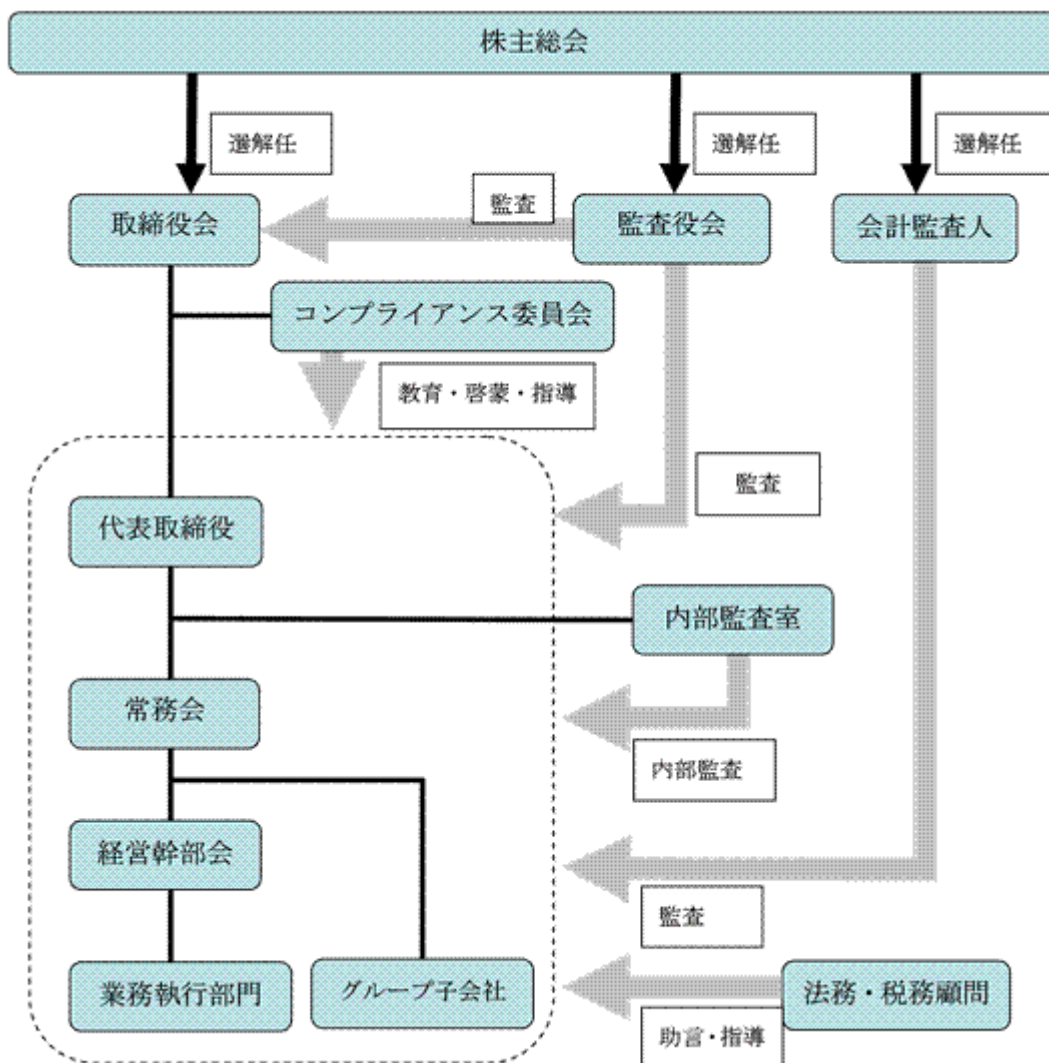 株主総会
選解任
選解任
選解任
取締役会
監査
監査役会
会計監査人
コンプライアンス委員会
教育・啓蒙・指導
監査
代表取締役
内部監査室
常務会
内部監査
経営幹部会
監査
業務執行部門
グループ子会社
法務・税務顧問
助言・指導